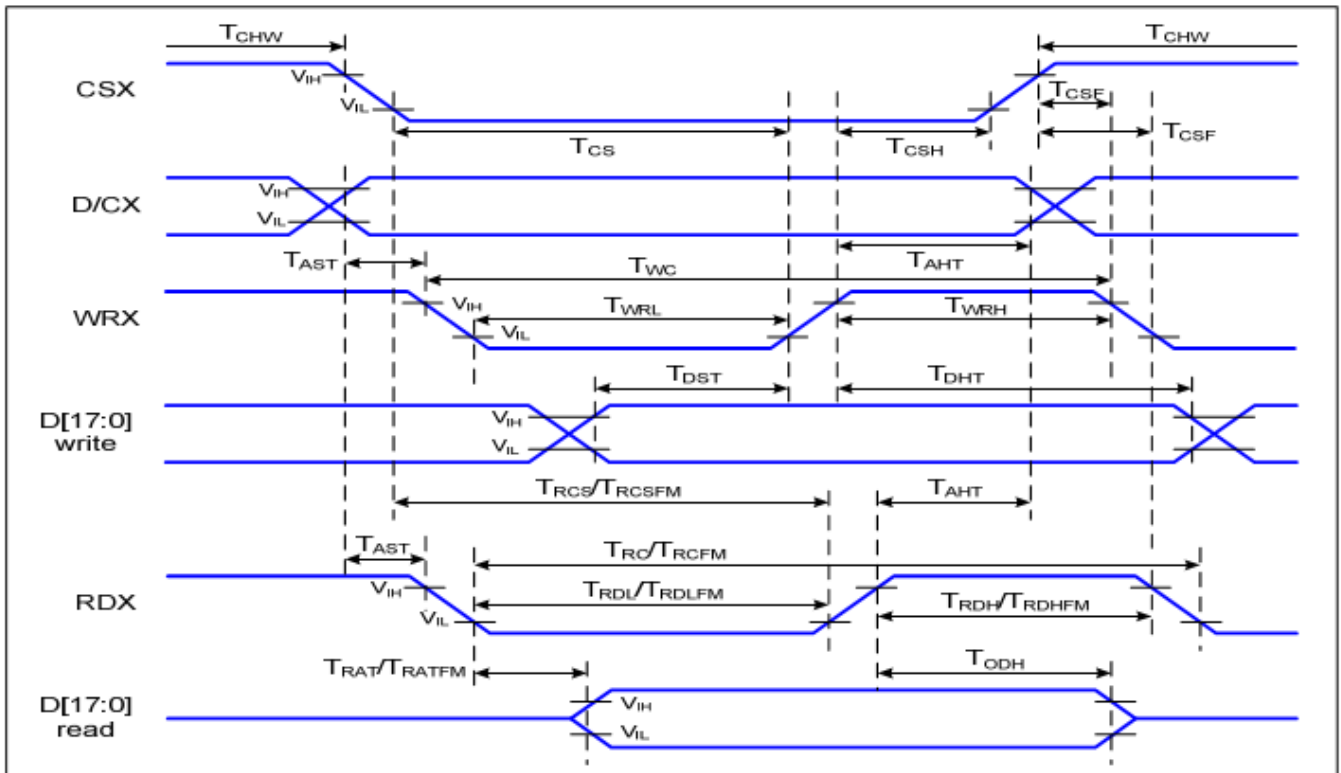 TCHW TCHW
CSX VIH VIL TCSF
TCS TCSH TCSF
D/CX VIH VIL
TAST TWC TAHT
WRX VIH VIL TWRL TWRH
TDST TDHT
D[17:0]
write
VIH
VIL
TRCS/TRCSFM TAHT
TAST TRC/TRCFM
RDX VIH VIL TRDL/TRDLFM TRDH/TRDHFM
TRAT/TRATFM TODH
D[17:0]
read
VIH
VIL